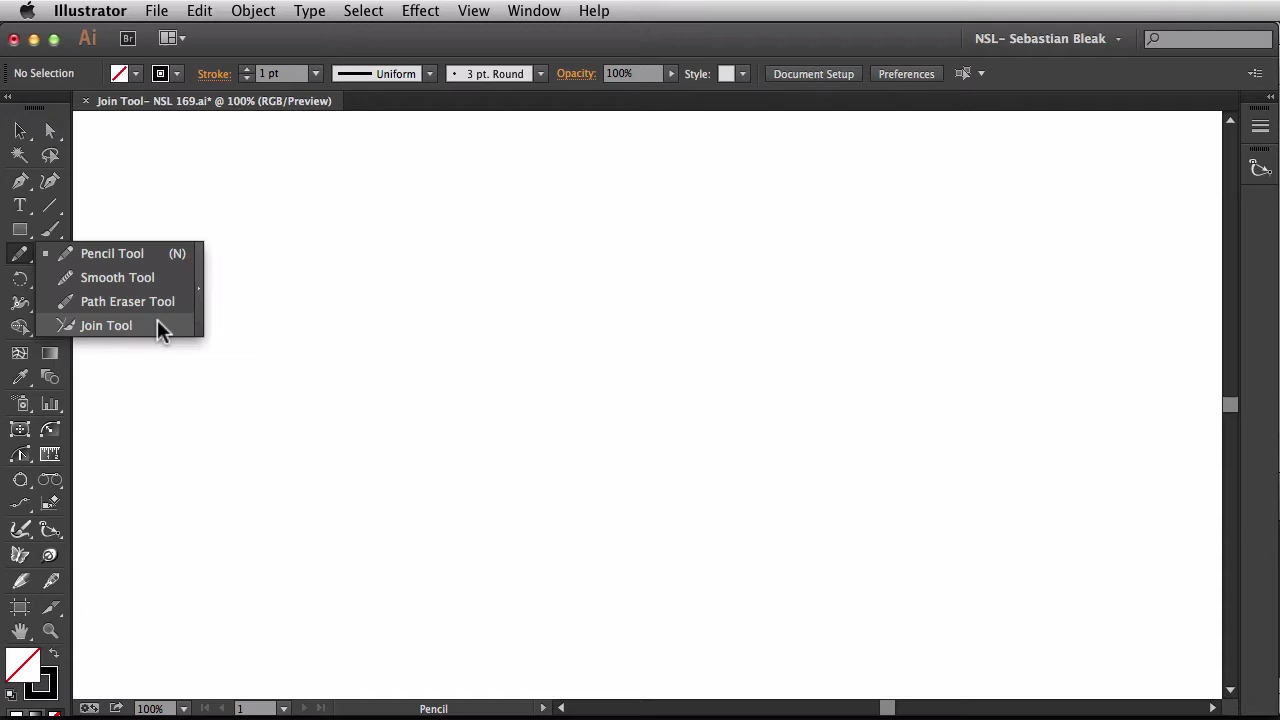 Illustrator File Edit Object Type Select Effect View Window Help
Ai Br NSL- Sebastian Bleak
No Selection Stroke: 1 pt Uniform 3 pt. Round Opacity: 100% Style: Document Setup Preferences
× Join Tool- NSL 169.ai* @ 100% (RGB/Preview)
T
Pencil Tool (N)
Smooth Tool
Path Eraser Tool
Join Tool
100% 1 Pencil